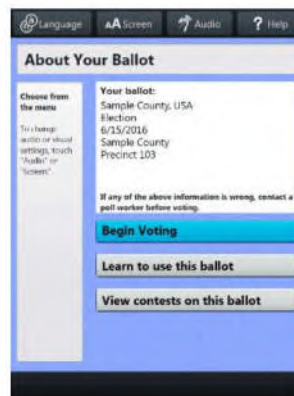 Language
AA Screen
Audio
? Help
About Your Ballot
Choose from
the menu
To change
audio or visual
settings, touch
"Audio" or
"Screen".
Your ballot:
Sample County, USA
Election
6/15/2016
Sample County
Precinct 103
If any of the above information is wrong, contact a
poll worker before voting.
Begin Voting
Learn to use this ballot
View contests on this ballot